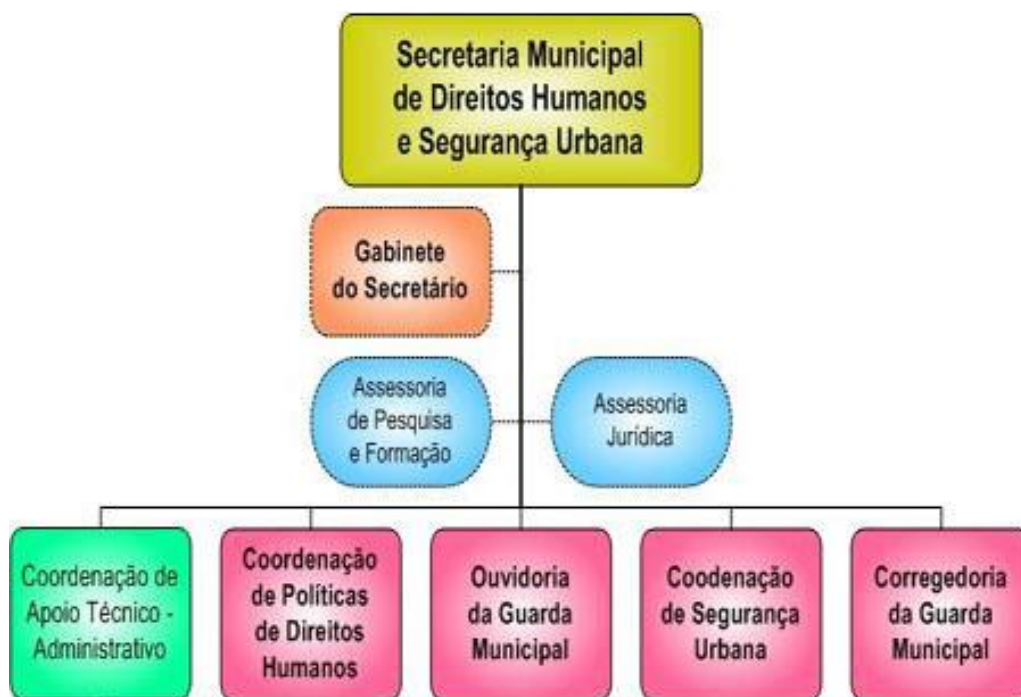 Secretaria Municipal
de Direitos Humanos
e Segurança Urbana
Gabinete
do Secretário
Assessoria
de Pesquisa
e Formação
Assessoria
Jurídica
Coordenação de
Apoio Técnico -
Administrativo
Coordenação
de Políticas
de Direitos
Humanos
Ouvidoria
da Guarda
Municipal
Coodenação
de Segurança
Urbana
Corregedoria
da Guarda
Municipal